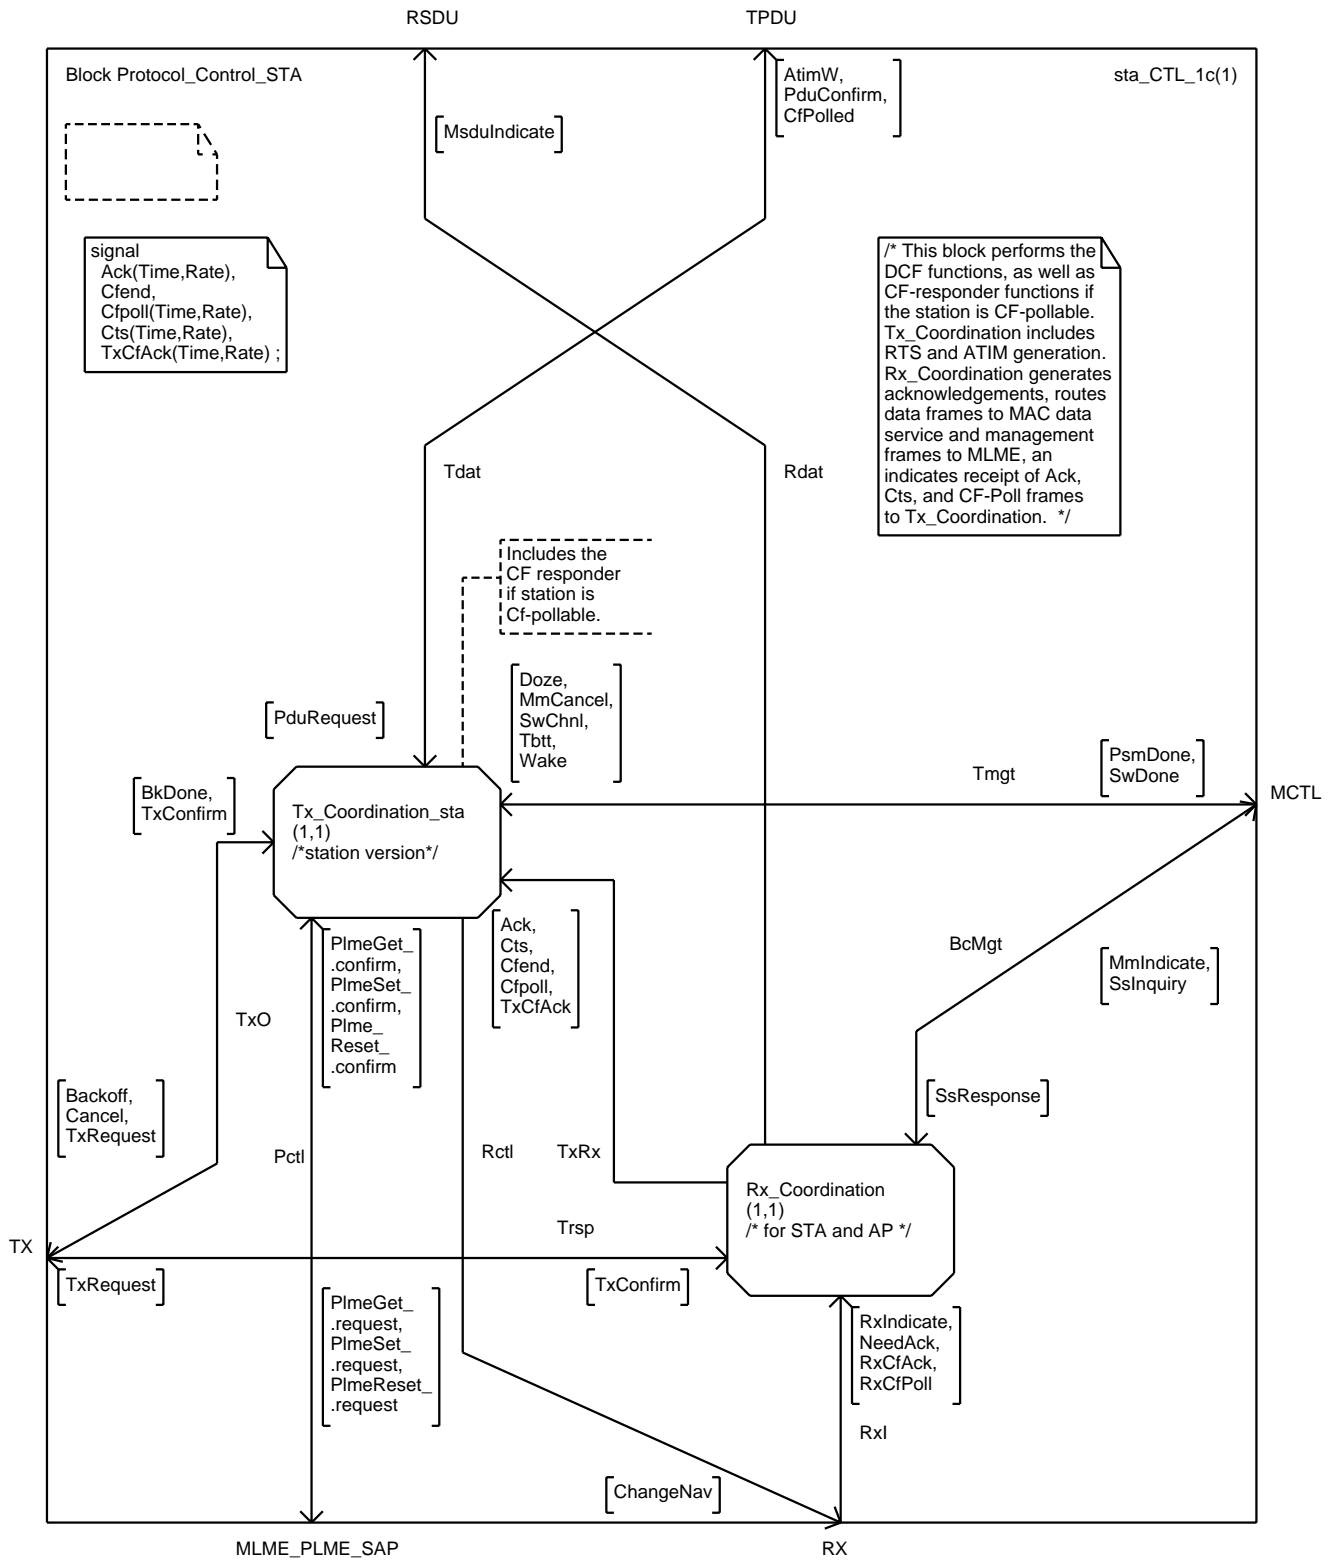 RSDU
TPDU
Block Protocol_Control_STA
sta_CTL_1c(1)
AtimW,
PduConfirm,
CfPolled
MsduIndicate
signal
Ack(Time,Rate),
Cfend,
Cfpoll(Time,Rate),
Cts(Time,Rate),
TxCfAck(Time,Rate) ;
/* This block performs the
DCF functions, as well as
CF-responder functions if
the station is CF-pollable.
Tx_Coordination includes
RTS and ATIM generation.
Rx_Coordination generates
acknowledgements, routes
data frames to MAC data
service and management
frames to MLME, an
indicates receipt of Ack,
Cts, and CF-Poll frames
to Tx_Coordination.  */
Tdat
Rdat
Includes the
CF responder
if station is
Cf-pollable.
Doze,
MmCancel,
SwChnl,
Tbtt,
Wake
PduRequest
Tmgt
PsmDone,
SwDone
MCTL
BkDone,
TxConfirm
Tx_Coordination_sta
(1,1)
/*station version*/
Ack,
Cts,
Cfend,
Cfpoll,
TxCfAck
PlmeGet_
.confirm,
PlmeSet_
.confirm,
Plme_
Reset_
.confirm
BcMgt
MmIndicate,
SsInquiry
TxO
Backoff,
Cancel,
TxRequest
SsResponse
Pctl
Rctl
TxRx
Rx_Coordination
(1,1)
/* for STA and AP */
Trsp
TX
TxRequest
TxConfirm
PlmeGet_
.request,
PlmeSet_
.request,
PlmeReset_
.request
RxIndicate,
NeedAck,
RxCfAck,
RxCfPoll
RxI
ChangeNav
MLME_PLME_SAP
RX